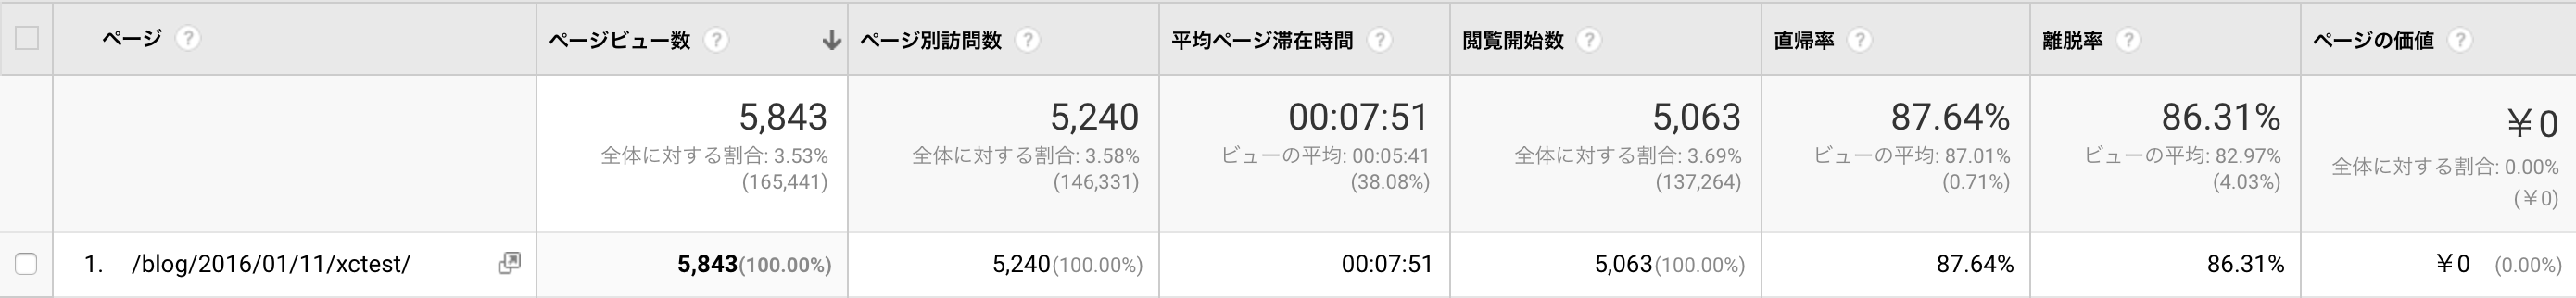 ページ ? ページビュー数 ? ページ別訪問数 ? 平均ページ滞在時間 ? 閲覧開始数 ? 直帰率 ? 離脱率 ? ページの価値 ?
5,843 5,240 00:07:51 5,063 87.64% 86.31% ￥0
全体に対する割合: 3.53% 全体に対する割合: 3.58% ビューの平均: 00:05:41 全体に対する割合: 3.69% ビューの平均: 87.01% ビューの平均: 82.97% 全体に対する割合: 0.00%
(165,441) (146,331) (38.08%) (137,264) (0.71%) (4.03%) (￥0)
1. /blog/2016/01/11/xctest/ 5,843(100.00%) 5,240(100.00%) 00:07:51 5,063(100.00%) 87.64% 86.31% ￥0 (0.00%)